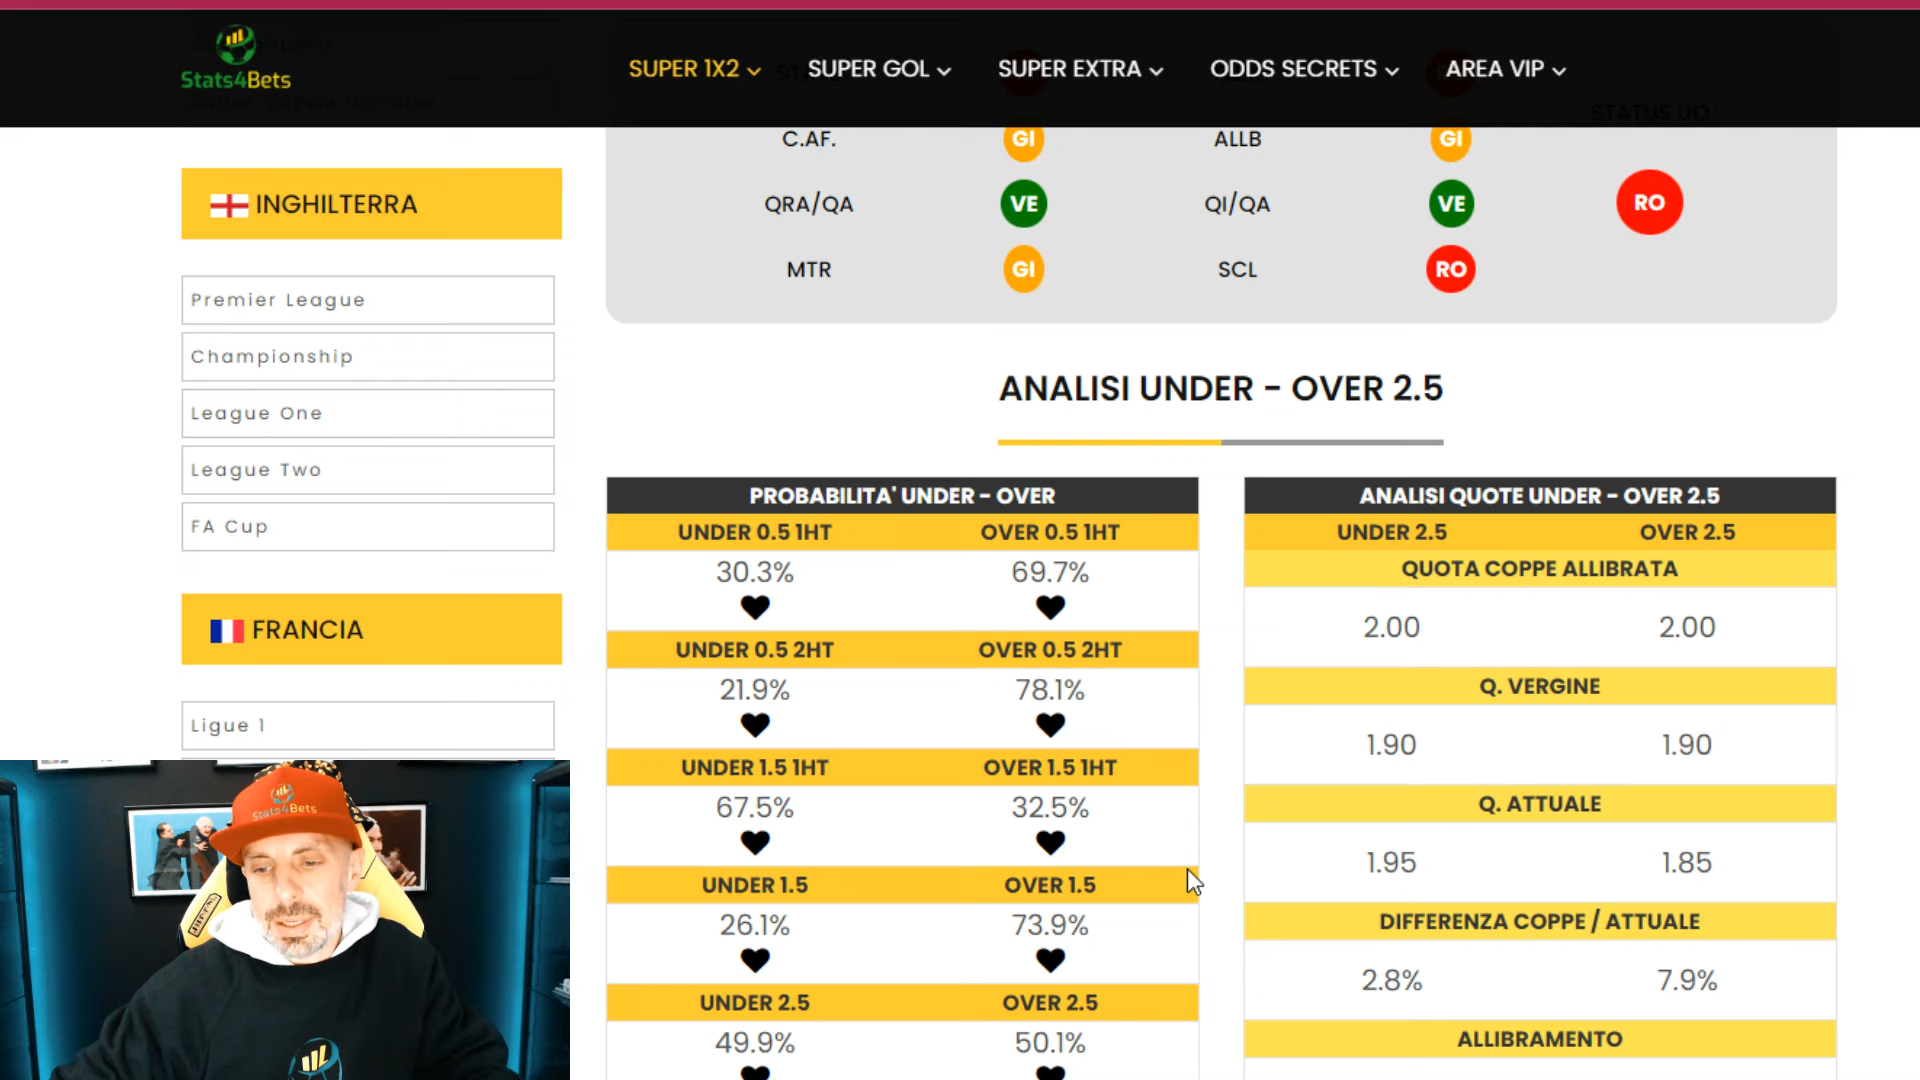 Stats4Bets
SUPER 1X2
SUPER GOL
SUPER EXTRA
ODDS SECRETS
AREA VIP
STATUS UO
C.AF. GI ALLB GI
QRA/QA VE QI/QA VE RO
MTR GI SCL RO
INGHILTERRA
Premier League
Championship
League One
League Two
FA Cup
FRANCIA
Ligue 1
ANALISI UNDER - OVER 2.5
PROBABILITA' UNDER - OVER
UNDER 0.5 1HT OVER 0.5 1HT
30.3% 69.7%
UNDER 0.5 2HT OVER 0.5 2HT
21.9% 78.1%
UNDER 1.5 1HT OVER 1.5 1HT
67.5% 32.5%
UNDER 1.5 OVER 1.5
26.1% 73.9%
UNDER 2.5 OVER 2.5
49.9% 50.1%
ANALISI QUOTE UNDER - OVER 2.5
UNDER 2.5 OVER 2.5
QUOTA COPPE ALLIBRATA
2.00 2.00
Q. VERGINE
1.90 1.90
Q. ATTUALE
1.95 1.85
DIFFERENZA COPPE / ATTUALE
2.8% 7.9%
ALLIBRAMENTO
Stats4Bets